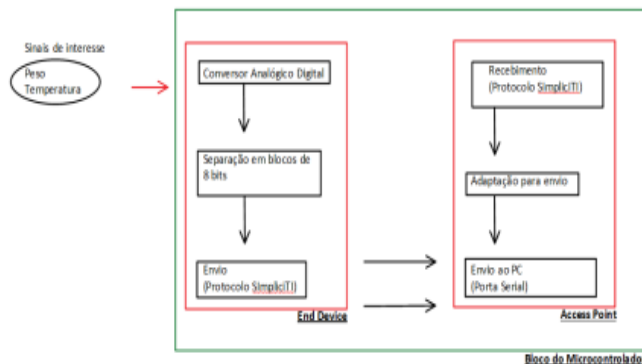 Sinais de interesse
Peso
Temperatura
Conversor Analógico Digital
Separação em blocos de
8 bits
Envio
(Protocolo SimpliciTI)
End Device
Recebimento
(Protocolo SimpliciTI)
Adaptação para envio
Envio ao PC
(Porta Serial)
Access Point
Bloco do Microcontrolado